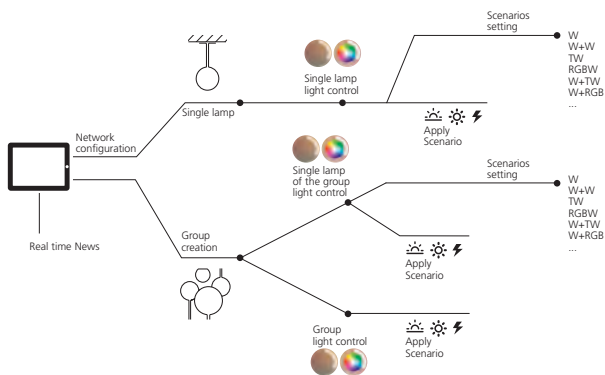 Scenarios
setting
W
W+W
TW
RGBW
W+TW
W+RGB
...
Single lamp
light control
Single lamp
Apply
Scenario
Network
configuration
Real time News
Single lamp
of the group
light control
Scenarios
setting
W
W+W
TW
RGBW
W+TW
W+RGB
...
Group
creation
Apply
Scenario
Group
light control
Apply
Scenario